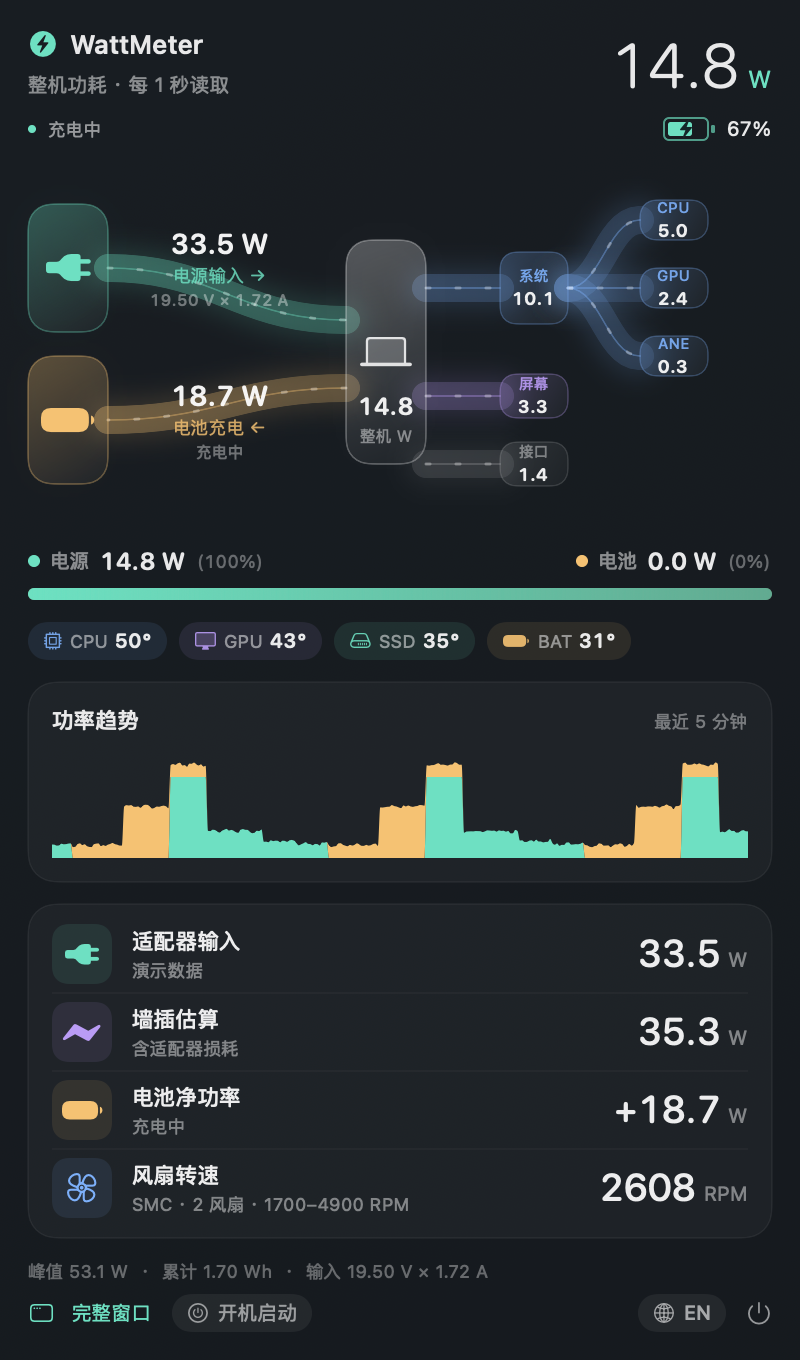 WattMeter
14.8 W
整机功耗 · 每 1 秒读取
充电中
67%
33.5 W
电源输入 →
19.50 V × 1.72 A
18.7 W
电池充电 ←
充电中
14.8
整机 W
系统
10.1
屏幕
3.3
接口
1.4
CPU
5.0
GPU
2.4
ANE
0.3
电源 14.8 W (100%)
电池 0.0 W (0%)
CPU 50°
GPU 43°
SSD 35°
BAT 31°
功率趋势
最近 5 分钟
适配器输入
演示数据
33.5 W
墙插估算
含适配器损耗
35.3 W
电池净功率
充电中
+18.7 W
风扇转速
SMC · 2 风扇 · 1700–4900 RPM
2608 RPM
峰值 53.1 W · 累计 1.70 Wh · 输入 19.50 V × 1.72 A
完整窗口
开机启动
EN